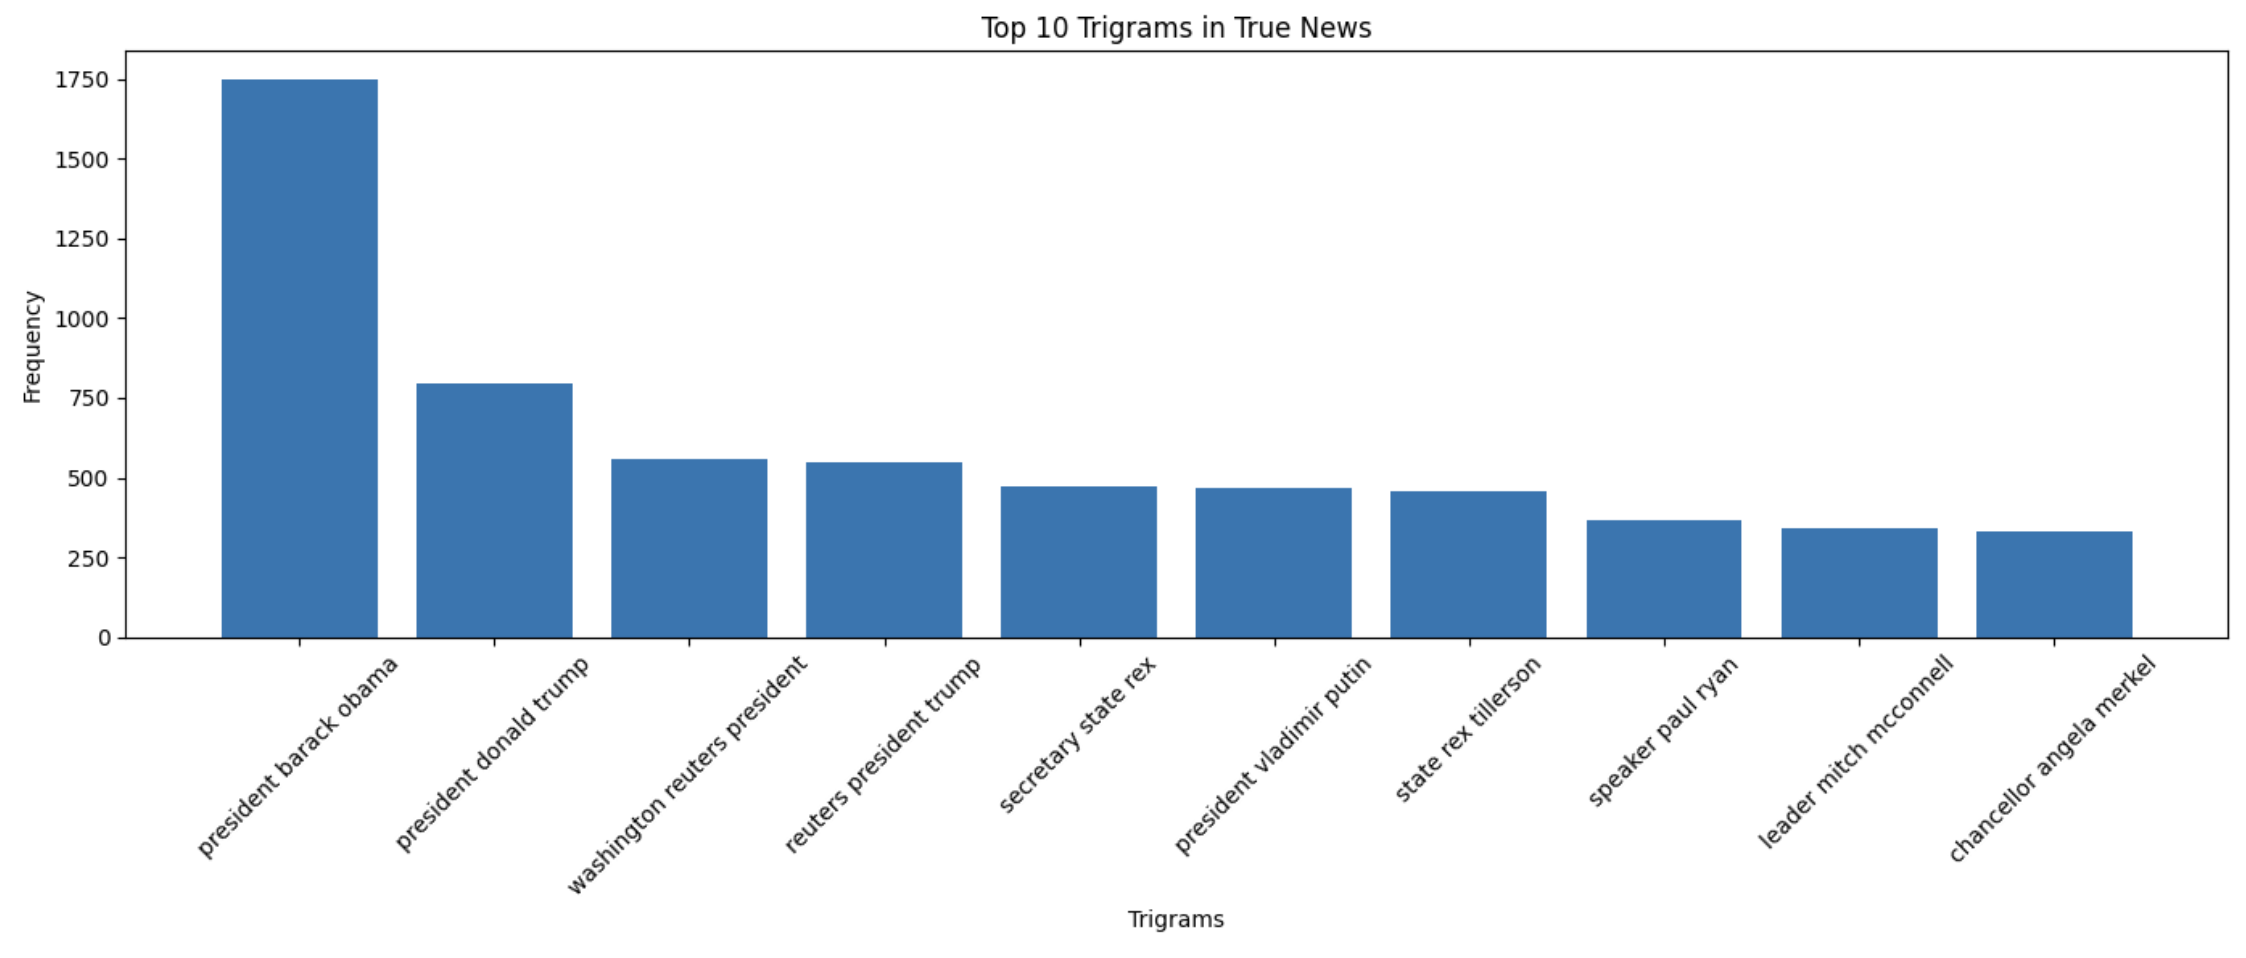 Top 10 Trigrams in True News
Frequency
1750
1500
1250
1000
750
500
250
0
president barack obama
president donald trump
washington reuters president
reuters president trump
secretary state rex
president vladimir putin
state rex tillerson
speaker paul ryan
leader mitch mcconnell
chancellor angela merkel
Trigrams